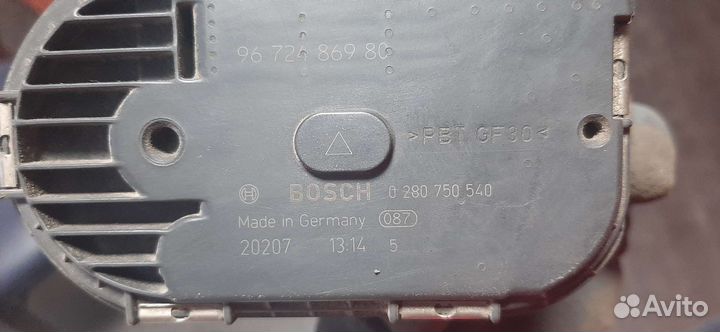 96 724 869 80
>PBT GF30<
BOSCH 0 280 750 540
Made in Germany 087
20207 13:14 5
Avito